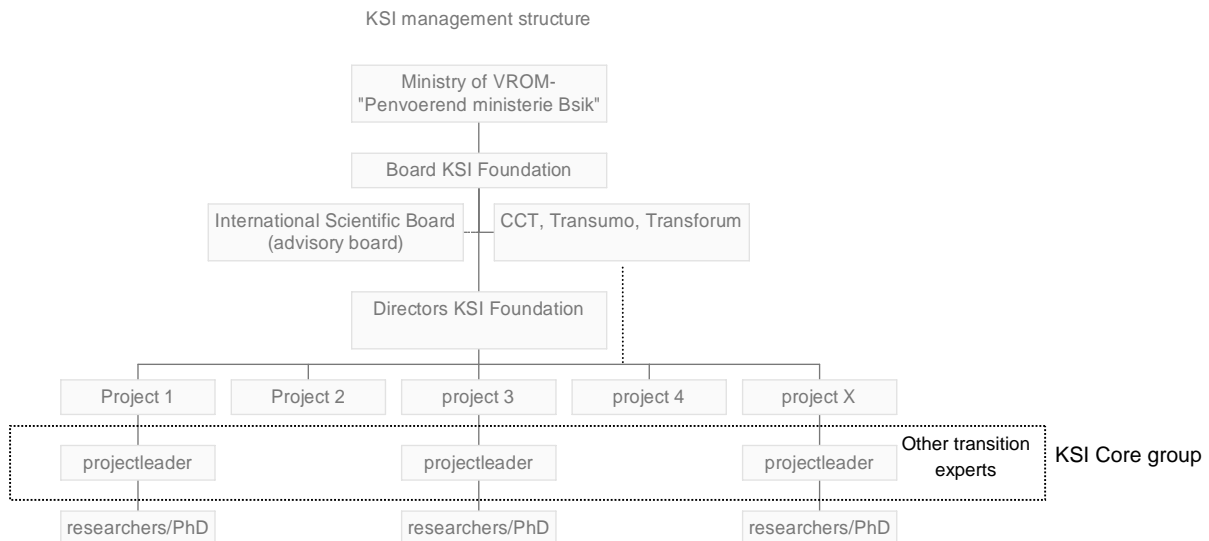 KSI management structure
Ministry of VROM-
"Penvoerend ministerie Bsik"
Board KSI Foundation
International Scientific Board
(advisory board)
CCT, Transumo, Transforum
Directors KSI Foundation
Project 1
Project 2
project 3
project 4
project X
projectleader
projectleader
projectleader
Other transition
experts
KSI Core group
researchers/PhD
researchers/PhD
researchers/PhD